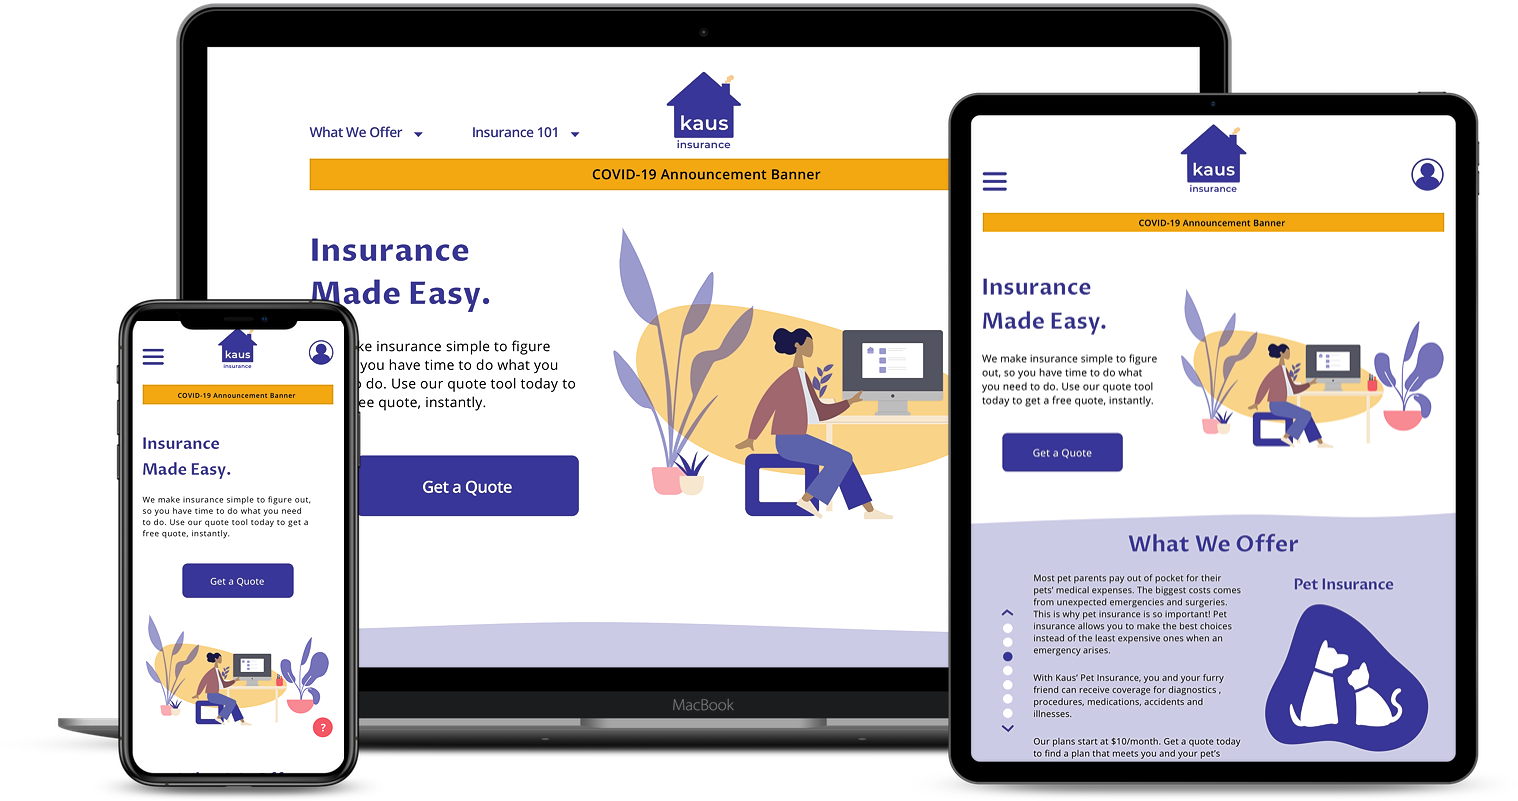 What We Offer
Insurance 101
kaus
insurance
COVID-19 Announcement Banner
Insurance
Made Easy.
ke insurance simple to figure
you have time to do what you
do. Use our quote tool today to
ee quote, instantly.
Get a Quote
MacBook
kaus
insurance
COVID-19 Announcement Banner
Insurance
Made Easy.
We make insurance simple to figure out,
so you have time to do what you need
to do. Use our quote tool today to get a
free quote, instantly.
Get a Quote
?
kaus
insurance
COVID-19 Announcement Banner
Insurance
Made Easy.
We make insurance simple to figure
out, so you have time to do what
you need to do. Use our quote tool
today to get a free quote, instantly.
Get a Quote
What We Offer
Most pet parents pay out of pocket for their
pets’ medical expenses. The biggest costs comes
from unexpected emergencies and surgeries.
This is why pet insurance is so important! Pet
insurance allows you to make the best choices
instead of the least expensive ones when an
emergency arises.
With Kaus’ Pet Insurance, you and your furry
friend can receive coverage for diagnostics ,
procedures, medications, accidents and
illnesses.
Our plans start at $10/month. Get a quote today
to find a plan that meets you and your pet’s
Pet Insurance